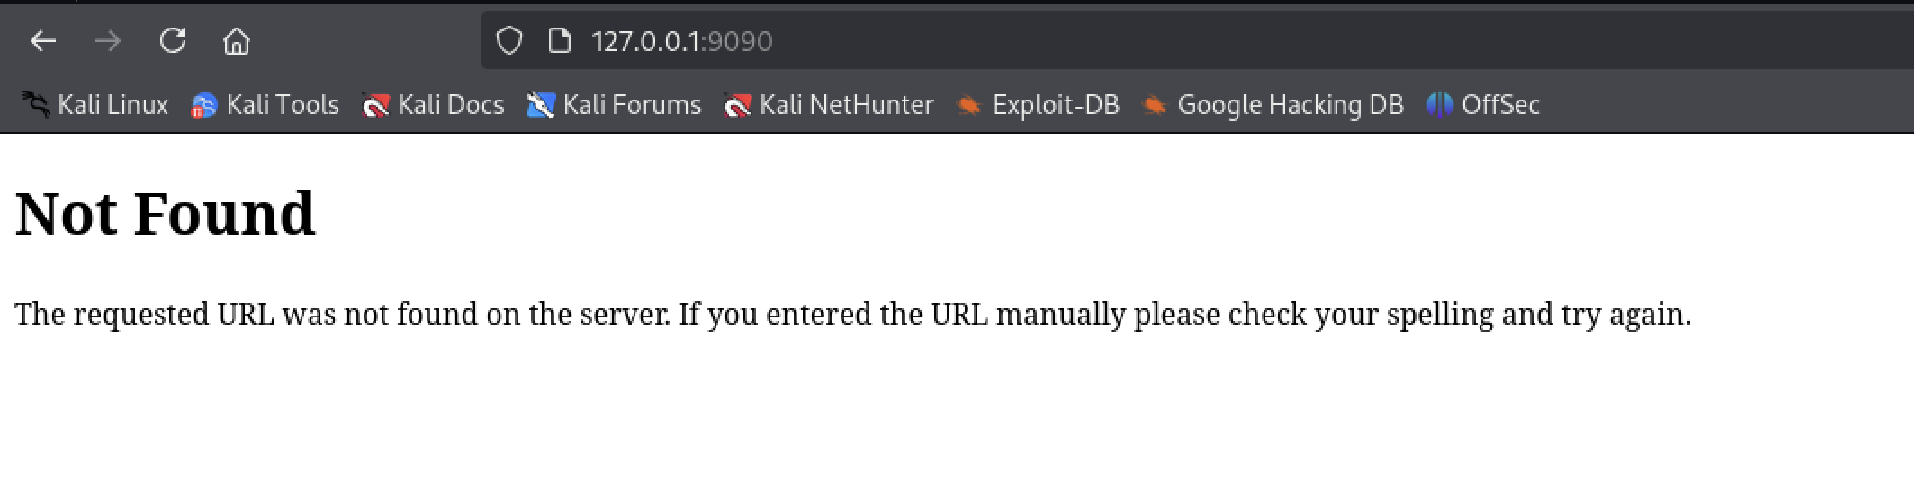 127.0.0.1:9090
Kali Linux Kali Tools Kali Docs Kali Forums Kali NetHunter Exploit-DB Google Hacking DB OffSec
Not Found
The requested URL was not found on the server. If you entered the URL manually please check your spelling and try again.